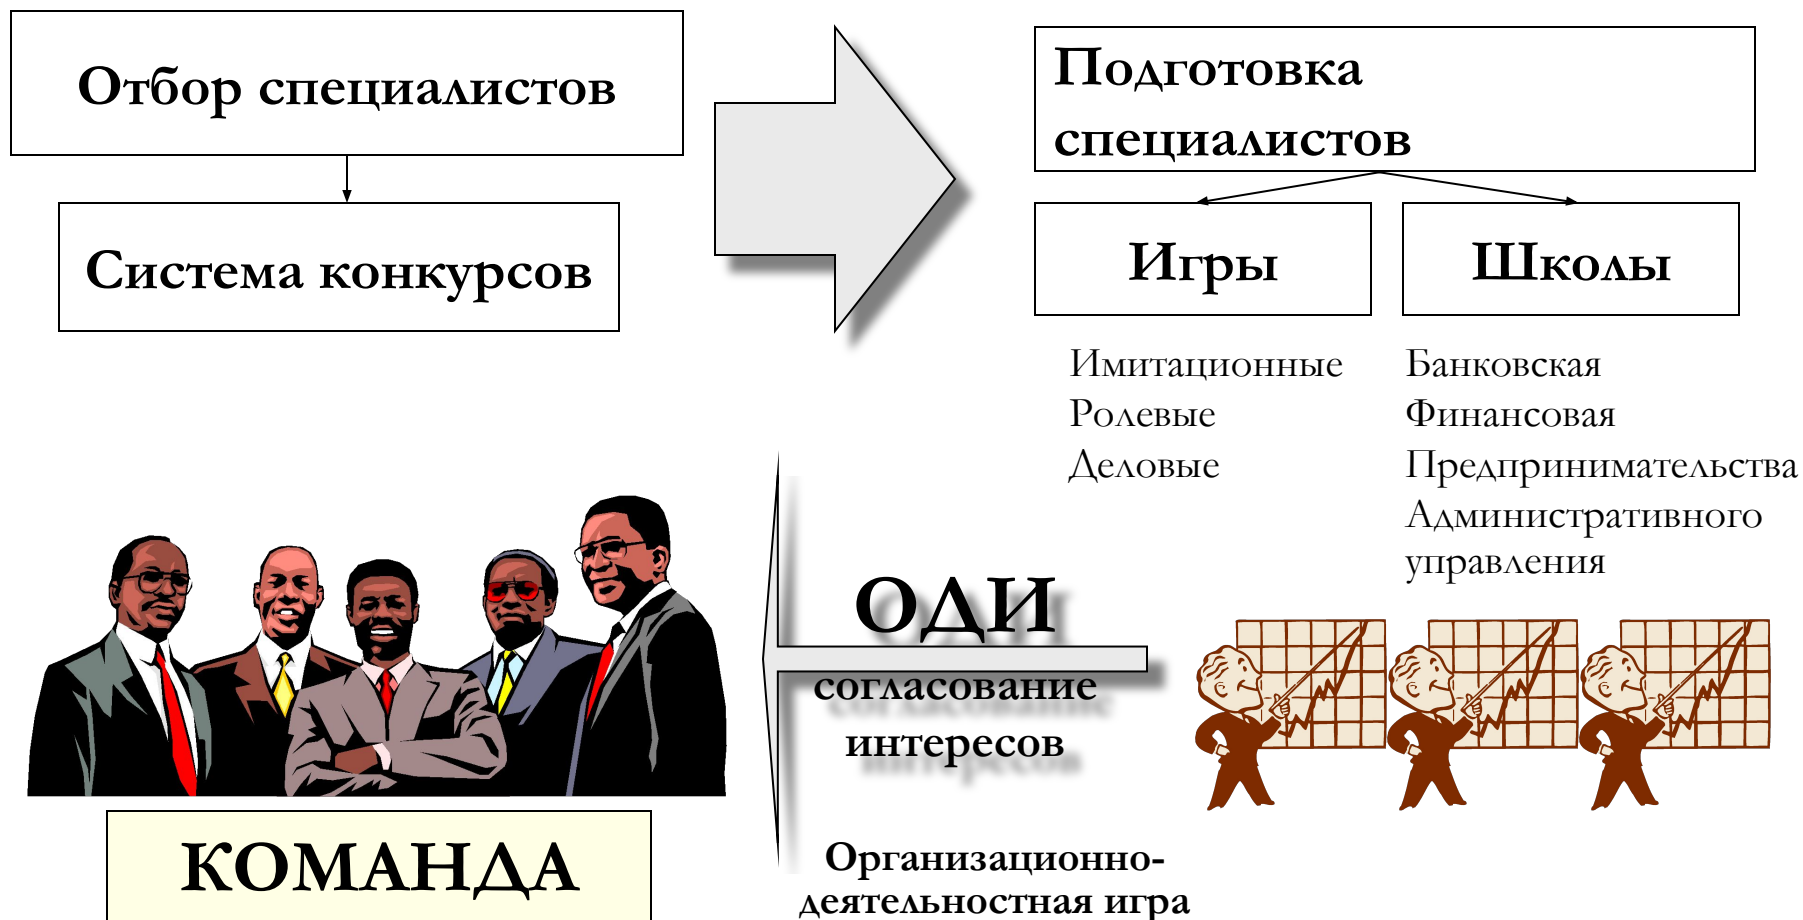 Отбор специалистов
Система конкурсов
Подготовка
специалистов
Игры
Школы
Имитационные
Ролевые
Деловые
Банковская
Финансовая
Предпринимательства
Административного
управления
ОДИ
согласование
интересов
Организационно-
деятельностная игра
КОМАНДА